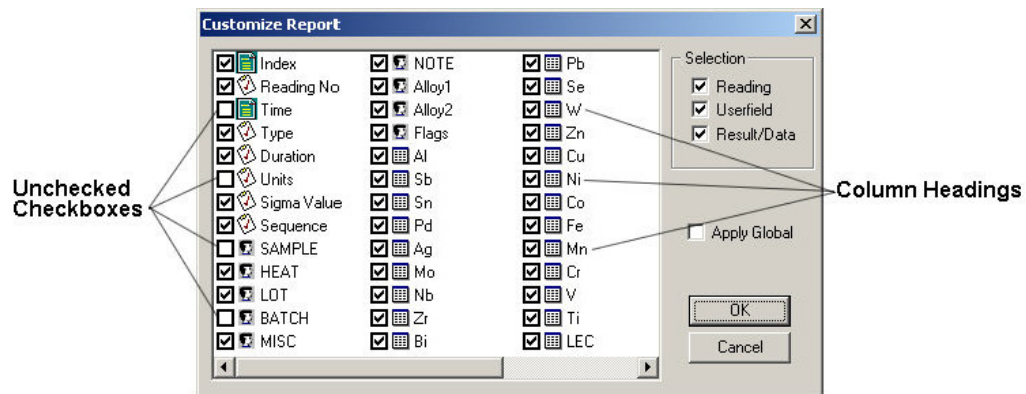 Customize Report
Index
Reading No
Time
Type
Duration
Units
Sigma Value
Sequence
SAMPLE
HEAT
LOT
BATCH
MISC
NOTE
Alloy1
Alloy2
Flags
Al
Sb
Sn
Pd
Ag
Mo
Nb
Zr
Bi
Pb
Se
W
Zn
Cu
Ni
Co
Fe
Mn
Cr
V
Ti
LEC
Selection
Reading
Userfield
Result/Data
Apply Global
OK
Cancel
Unchecked
Checkboxes
Column Headings